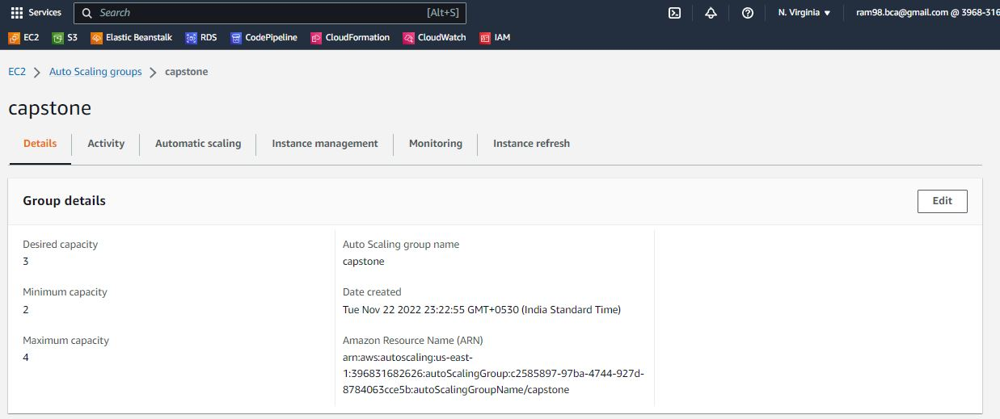 Services Search [Alt+S] N. Virginia ram98.bca@gmail.com @ 3968-316
EC2 S3 Elastic Beanstalk RDS CodePipeline CloudFormation CloudWatch IAM
EC2 Auto Scaling groups capstone
capstone
Details Activity Automatic scaling Instance management Monitoring Instance refresh
Group details Edit
Desired capacity
3
Minimum capacity
2
Maximum capacity
4
Auto Scaling group name
capstone
Date created
Tue Nov 22 2022 23:22:55 GMT+0530 (India Standard Time)
Amazon Resource Name (ARN)
arn:aws:autoscaling:us-east-
1:396831682626:autoScalingGroup:c2585897-97ba-4744-927d-
8784063cce5b:autoScalingGroupName/capstone